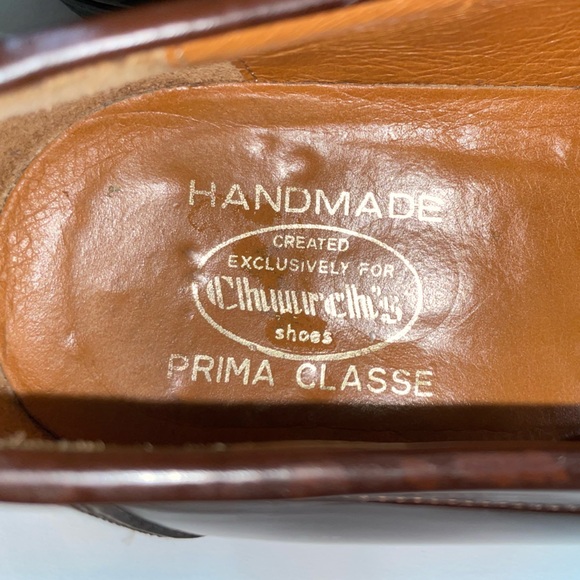 HANDMADE
CREATED
EXCLUSIVELY FOR
Church's
shoes
PRIMA CLASSE